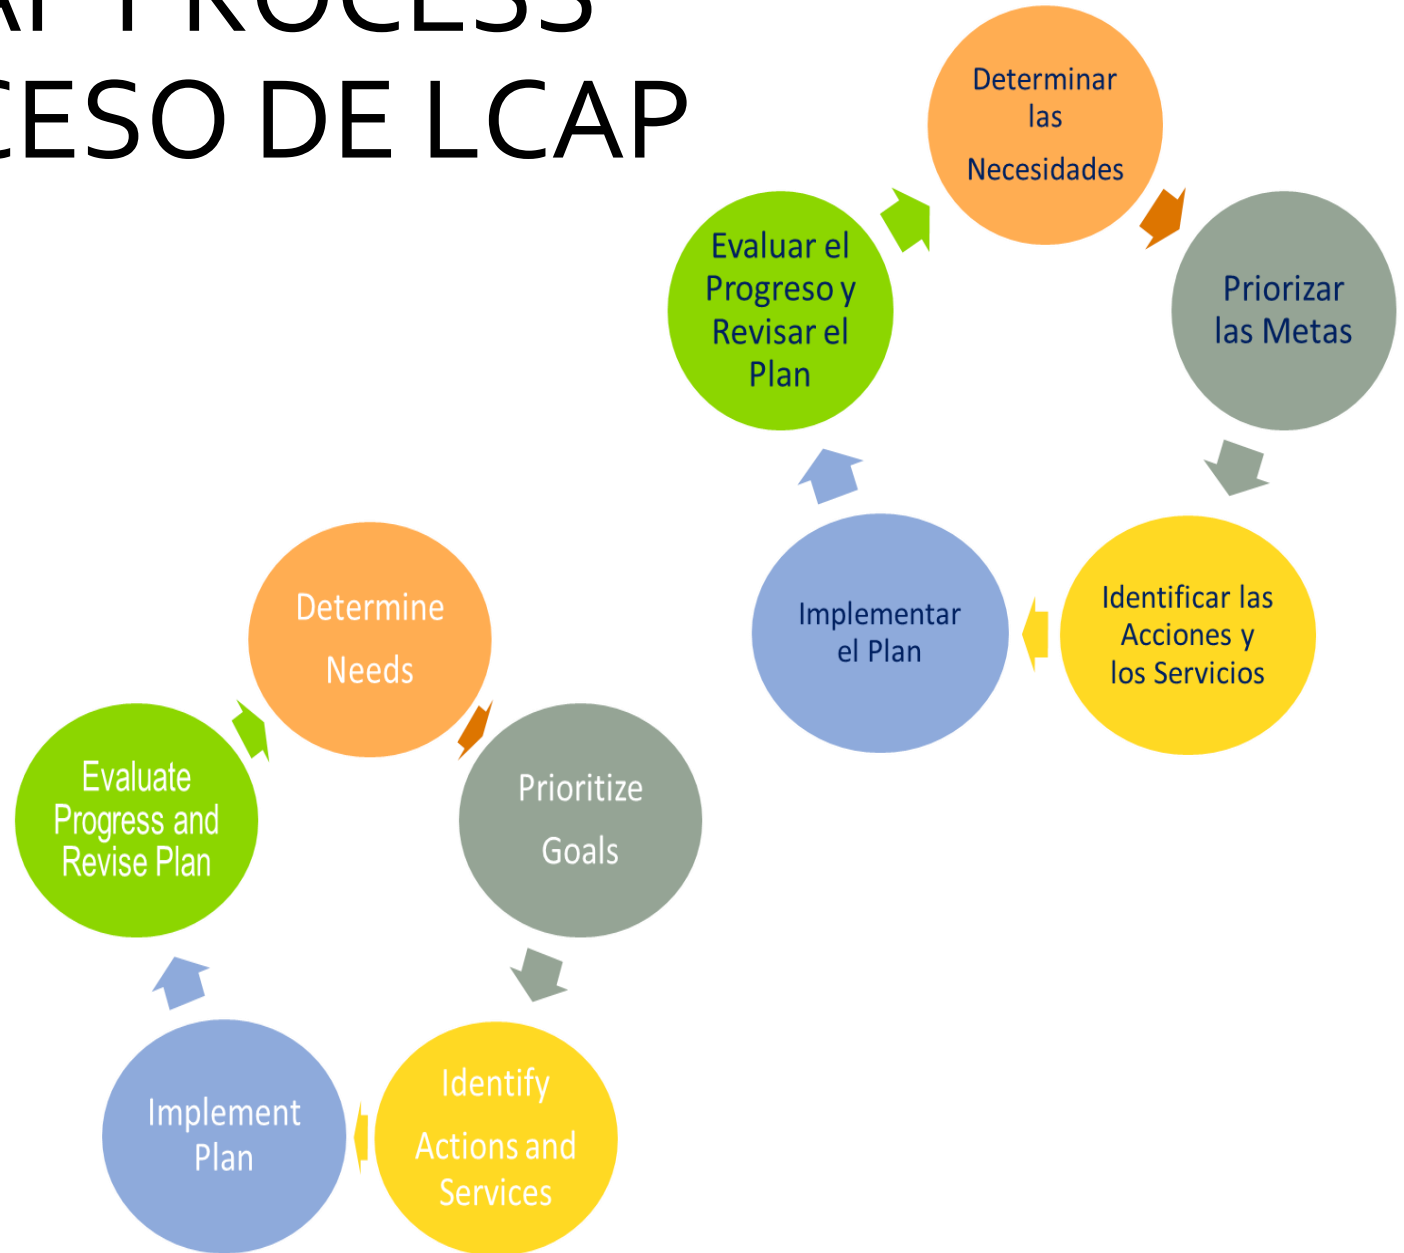 AP PROCESS
CESO DE LCAP
Determinar
las
Necesidades
Priorizar
las Metas
Identificar las
Acciones y
los Servicios
Implementar
el Plan
Evaluar el
Progreso y
Revisar el
Plan
Determine
Needs
Prioritize
Goals
Identify
Actions and
Services
Implement
Plan
Evaluate
Progress and
Revise Plan